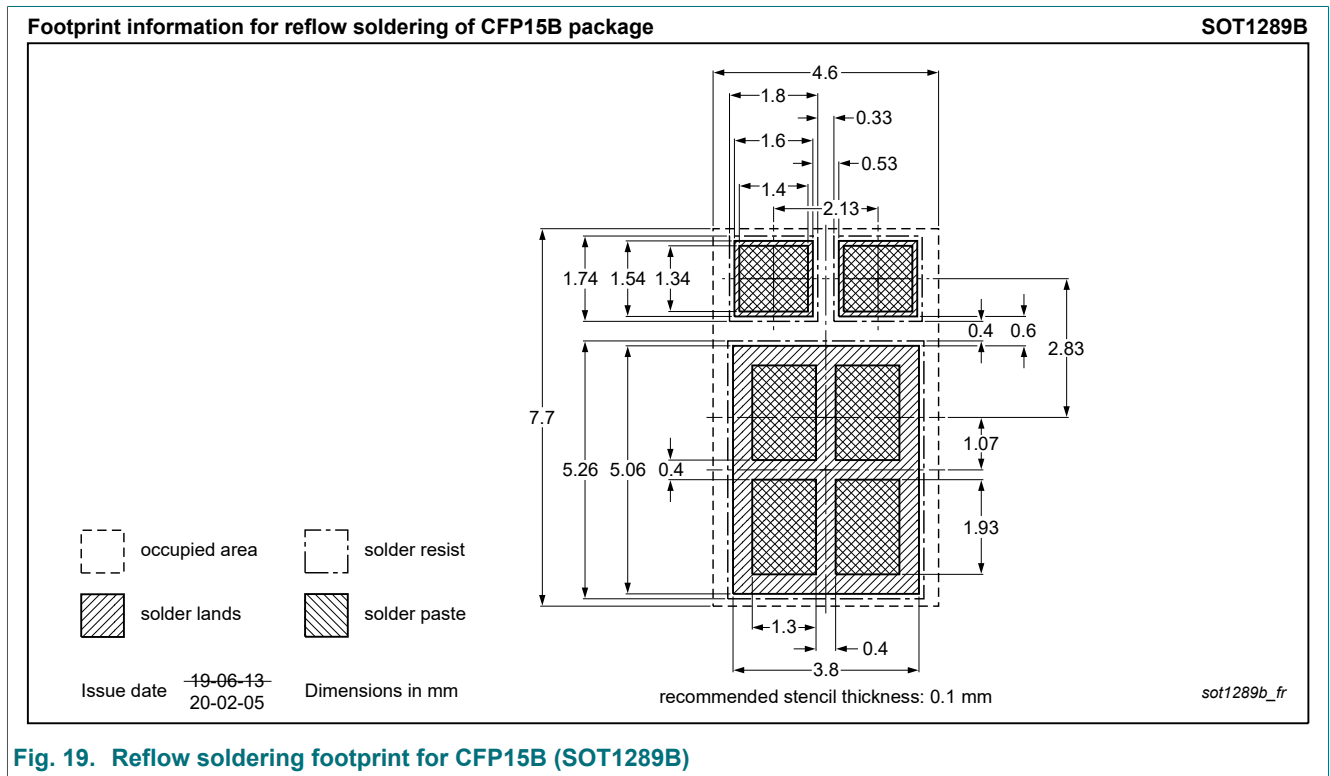 Footprint information for reflow soldering of CFP15B package SOT1289B
4.6
1.8
0.33
1.6
0.53
1.4
2.13
1.74 1.54 1.34
0.4 0.6
2.83
7.7
1.07
5.26 5.06 0.4
1.93
occupied area solder resist
solder lands solder paste
1.3
0.4
3.8
Issue date 19-06-13 Dimensions in mm
20-02-05
recommended stencil thickness: 0.1 mm
sot1289b_fr
Fig. 19. Reflow soldering footprint for CFP15B (SOT1289B)